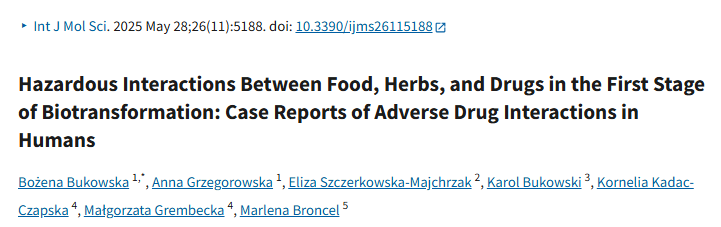 Int J Mol Sci. 2025 May 28;26(11):5188. doi: 10.3390/ijms26115188
Hazardous Interactions Between Food, Herbs, and Drugs in the First Stage
of Biotransformation: Case Reports of Adverse Drug Interactions in
Humans
Bożena Bukowska 1,*, Anna Grzegorowska 1, Eliza Szczerkowska-Majchrzak 2, Karol Bukowski 3, Kornelia Kadac-
Czapska 4, Małgorzata Grembecka 4, Marlena Broncel 5